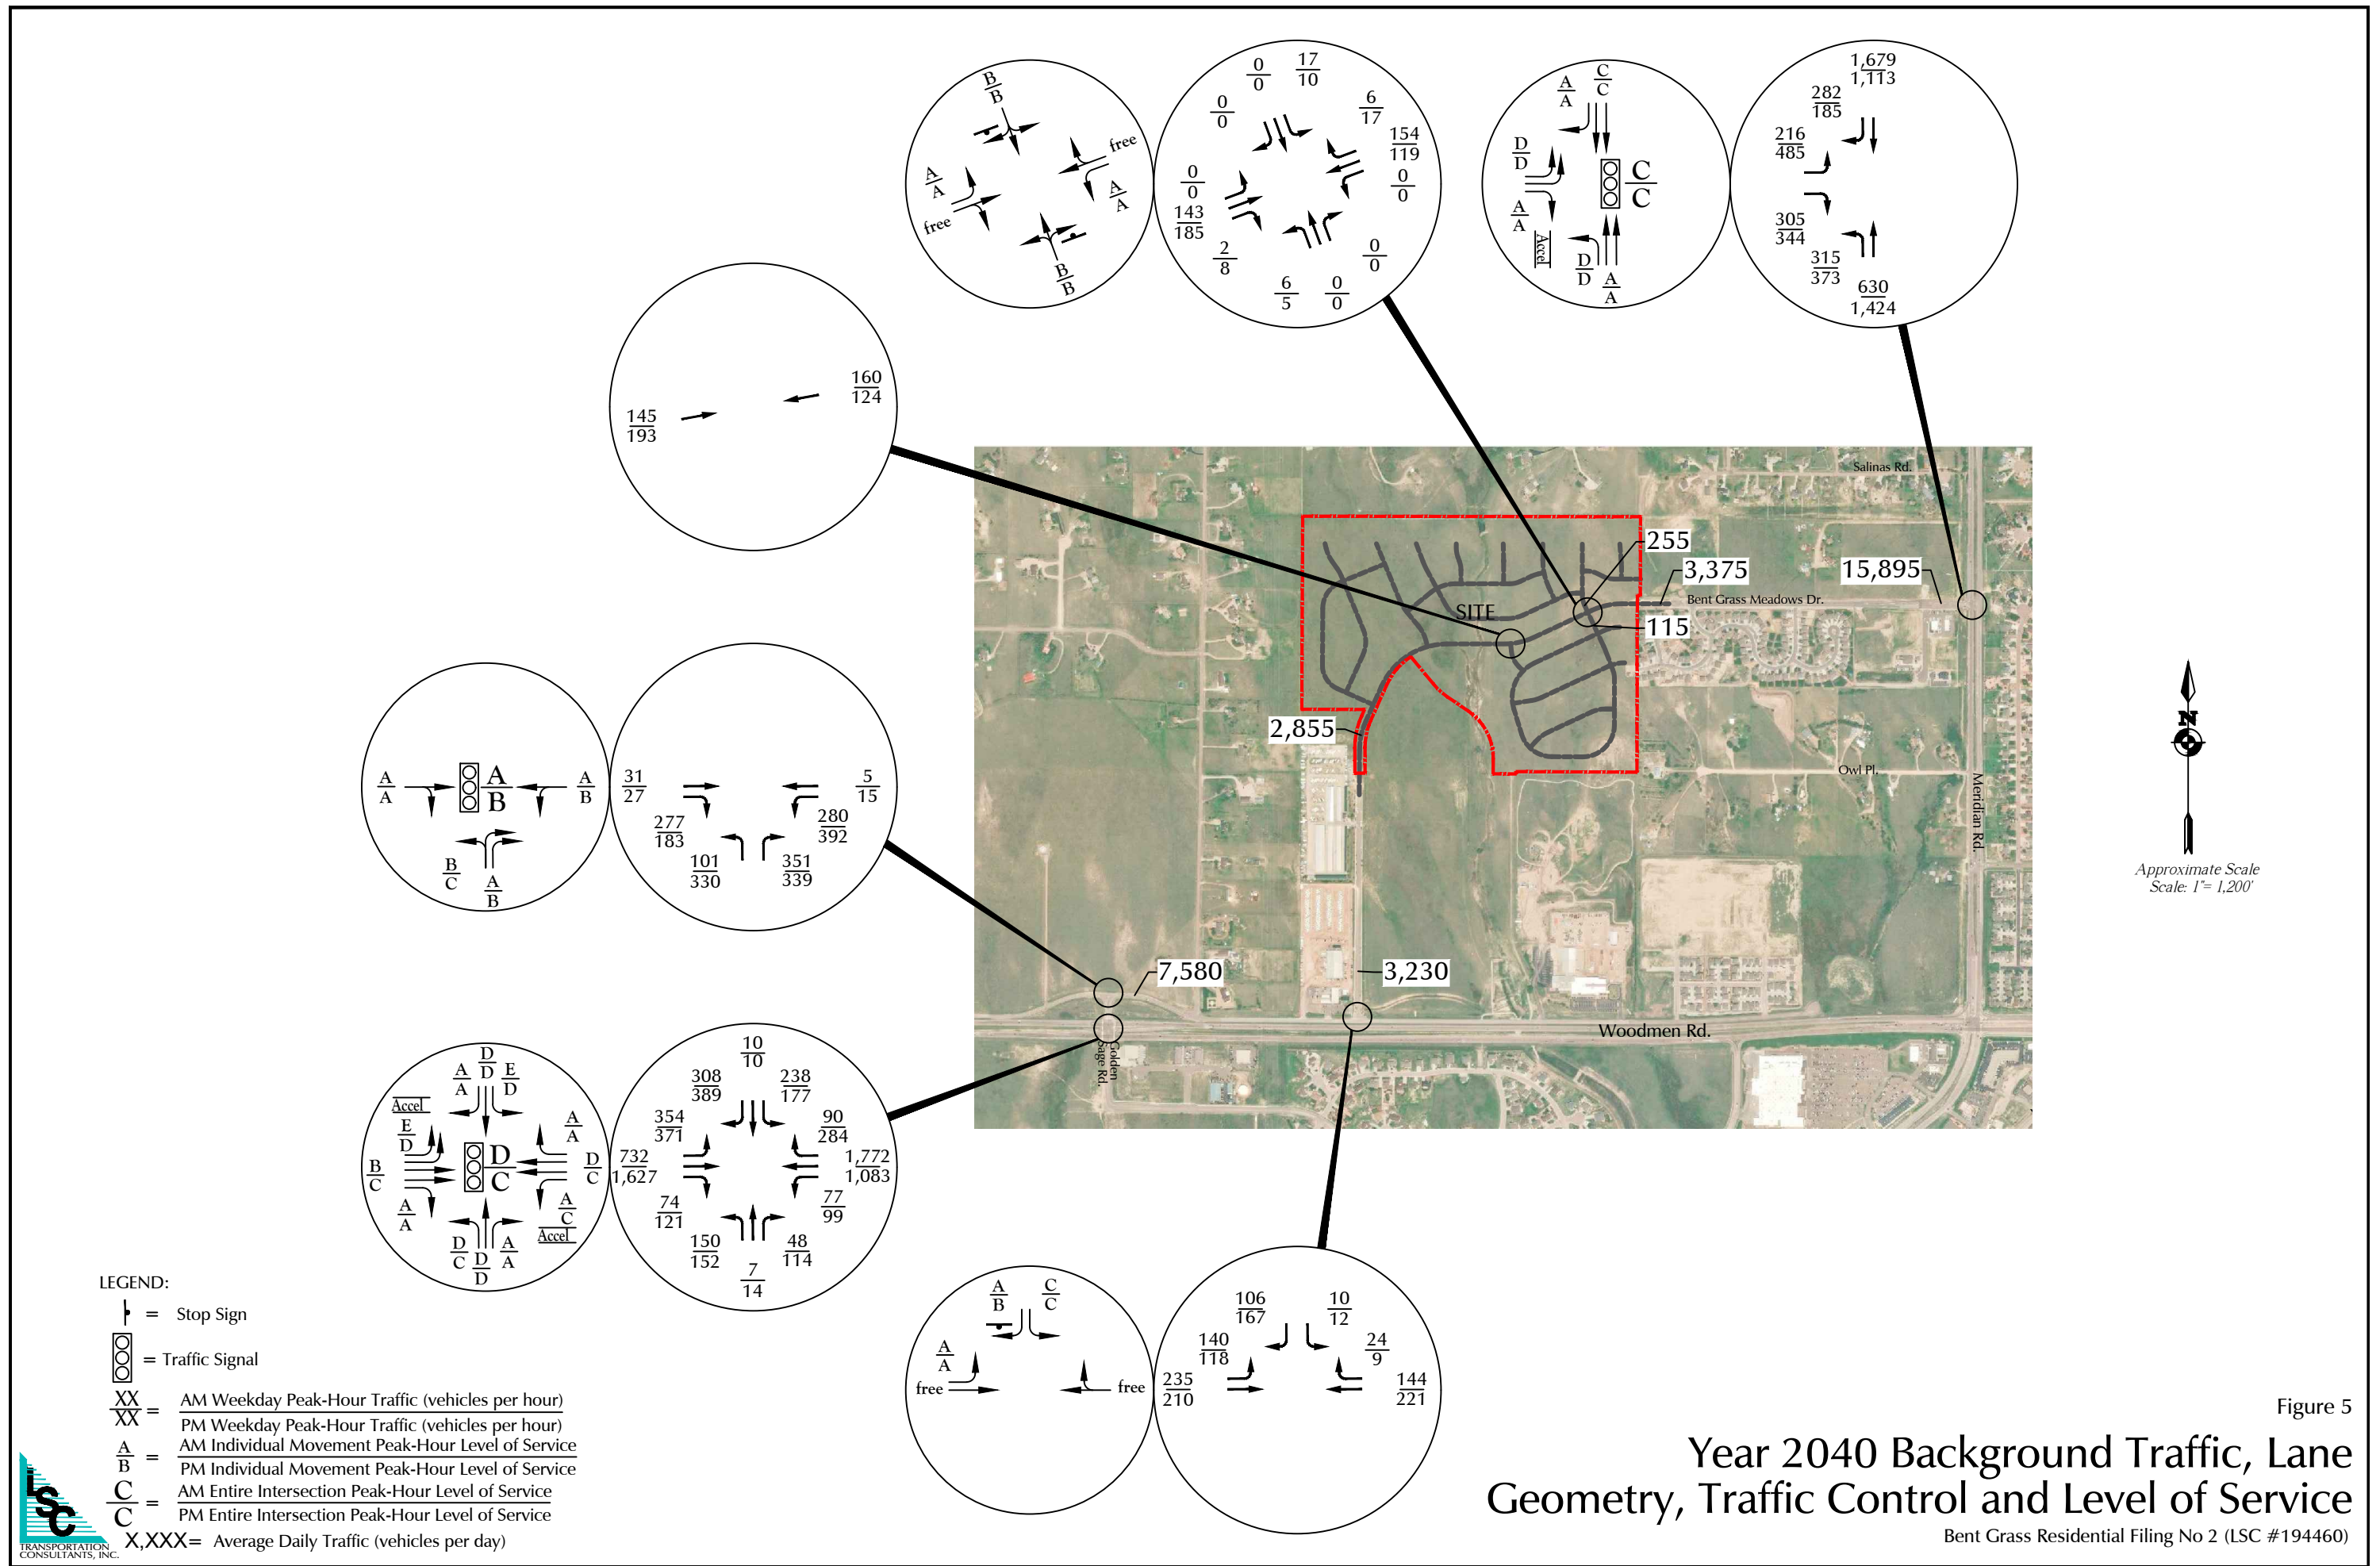 B
B
free
A
A
A
A
free
B
B
0
0
17
10
0
0
6
17
154
119
0
0
0
0
143
185
2
8
0
0
6
5
0
0
A
A
C
C
D
D
C
C
A
A
Accel
D
D
A
A
1,679
1,113
282
185
216
485
305
344
315
373
630
1,424
160
124
145
193
Salinas Rd.
255
3,375
15,895
Bent Grass Meadows Dr.
SITE
115
2,855
Owl Pl.
Meridian Rd.
N
Approximate Scale
Scale: 1"= 1,200'
A
A
A
B
A
B
B
C
A
B
31
27
5
15
277
183
280
392
101
330
351
339
7,580
3,230
Woodmen Rd.
Golden
Sage Rd.
D
D
A
A
E
D
Accel
E
D
A
A
B
C
D
C
D
C
A
A
A
C
Accel
D
C
D
D
A
A
10
10
308
389
238
177
354
371
90
284
732
1,627
1,772
1,083
74
121
77
99
150
152
48
114
7
14
A
B
C
C
A
A
free
free
106
167
10
12
140
118
24
9
235
210
144
221
LEGEND:
= Stop Sign
= Traffic Signal
XX
XX
= AM Weekday Peak-Hour Traffic (vehicles per hour)
PM Weekday Peak-Hour Traffic (vehicles per hour)
A
B
= AM Individual Movement Peak-Hour Level of Service
PM Individual Movement Peak-Hour Level of Service
C
C
= AM Entire Intersection Peak-Hour Level of Service
PM Entire Intersection Peak-Hour Level of Service
X,XXX= Average Daily Traffic (vehicles per day)
LSC
TRANSPORTATION
CONSULTANTS, INC.
Figure 5
Year 2040 Background Traffic, Lane
Geometry, Traffic Control and Level of Service
Bent Grass Residential Filing No 2 (LSC #194460)